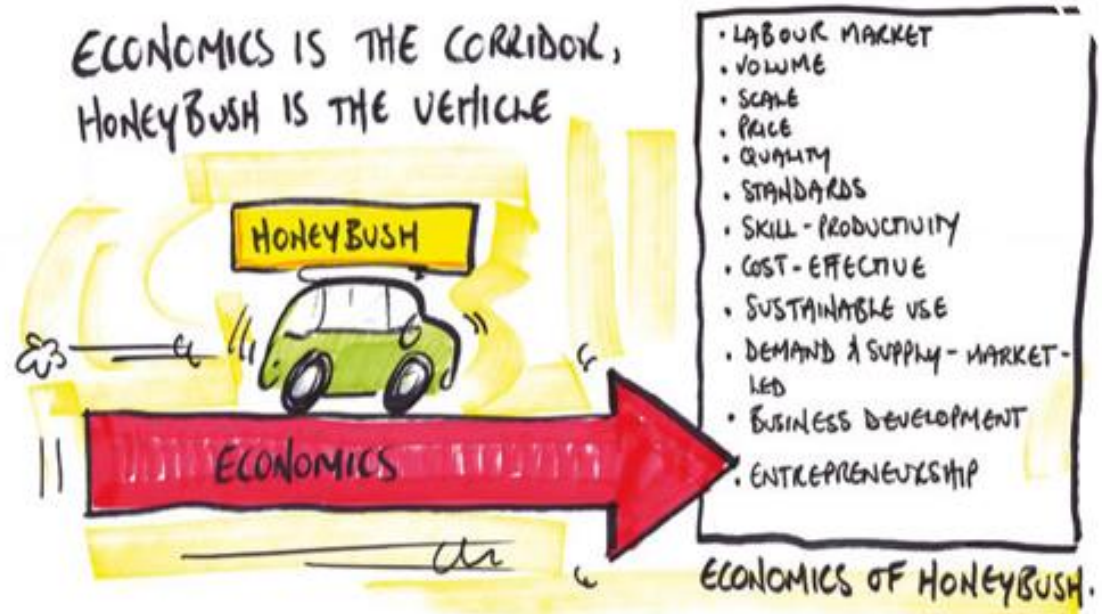 ECONOMICS IS THE CORRIDOR,
HONEYBUSH IS THE VEHICLE
HONEYBUSH
ECONOMICS
• LABOUR MARKET
• VOLUME
• SCALE
• PRICE
• QUALITY
• STANDARDS
• SKILL - PRODUCTIVITY
• COST - EFFECTIVE
• SUSTAINABLE USE
• DEMAND & SUPPLY - MARKET -
LED
• BUSINESS DEVELOPMENT
• ENTREPRENEURSHIP
ECONOMICS OF HONEYBUSH.